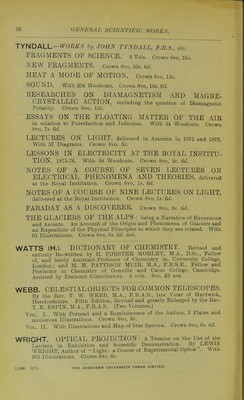 38 GENERAL SCIENTIFIC WORKS.
TYNDALL.—WORKS by JOHN TYNDALL, F.R.S., etc.
FRAGMENTS OF SCIENCE. 2 Vols. Crown 8vo, 16s.
NEW FRAGMENTS. Crown 8vo, 10s. 6d.
HEAT A MODE OF MOTION. Crown 8vo, 12s.
SOUND. With 204 Woodcuts. Crown 8vo, 10s. 6d.
RESEARCHES ON DIAMAGNETISM AND MAGNE-
CRYSTALLIC ACTION, including the question of Diamagnetic
Polarity. Crown 8vo, 12s.
ESSAYS ON THE FLOATING MATTER OF THE AIR
in relation to Putrefaction and Infection. With 24 Woodcuts. Crown
8vo, 7s. 6d.
LECTURES ON LIGHT, delivered in America in 1872 and 1873.
With 57 Diagrams. Crown 8vo, 5s.
LESSONS IN ELECTRICITY AT THE ROYAL INSTITU-
TION, 1875-76. With 58 Woodcuts. Crown 8vo, 2s. 6d.
NOTES OF A COURSE OF SEVEN LECTURES ON
ELECTRICAL PHENOMENA AND THEORIES, delivered
at the Royal Institution. Crown 8vo, 1s. 6d.
NOTES OF A COURSE OF NINE LECTURES ON LIGHT,
delivered at the Royal Institution. Crown 8vo, 1s. 6d.
FARADAY AS A DISCOVERER. Crown 8vo, 3s. 6d.
THE GLACIERS OF THE ALPS: being a Narrative of Excursions
and Ascents. An Account of the Origin and Phenomena of Glaciers and
an Exposition of the Physical Principles to which they are related. With
61 Illustrations. Crown 8vo, 6s. 6d. net.
WATTS (H.). DICTIONARY OF CHEMISTRY. Revised and
entirely Re-written by H. FORSTER MORLEY, M.A., D.Sc., Fellow
of, and lately Assistant-Professor of Chemistry in, University College,
London; and M. M. PATTISON MUIR, M.A., F.R.S.E., Fellow and
Prælector in Chemistry of Gonville and Caius College, Cambridge.
Assisted by Eminent Contributors. 4 vols. 8vo, £5 net.
WEBB. CELESTIAL OBJECTS FOR COMMON TELESCOPES.
By the Rev. T. W. WEBB, M.A., F.R.A.S., late Vicar of Hardwick,
Herefordshire. Fifth Edition, Revised and greatly Enlarged by the Rev.
T. E. ESPIN, M.A., F.R.A.S. (Two Volumes.)
VOL. I. With Portrait and a Reminiscence of the Author, 2 Plates and
numerous Illustrations. Crown 8vo, 6s.
VOL. II. With Illustrations and Map of Star Spectra. Crown 8vo, 6s. 6d.
WRIGHT. OPTICAL PROJECTION: a Treatise on the Use of the
Lantern in Exhibition and Scientific Demonstration. By LEWIS
WRIGHT, Author of "Light: a Course of Experimental Optics". With
232 Illustrations. Crown 8vo, 6s.
THE ABERDEEN UNIVERSITY PRESS LIMITED.